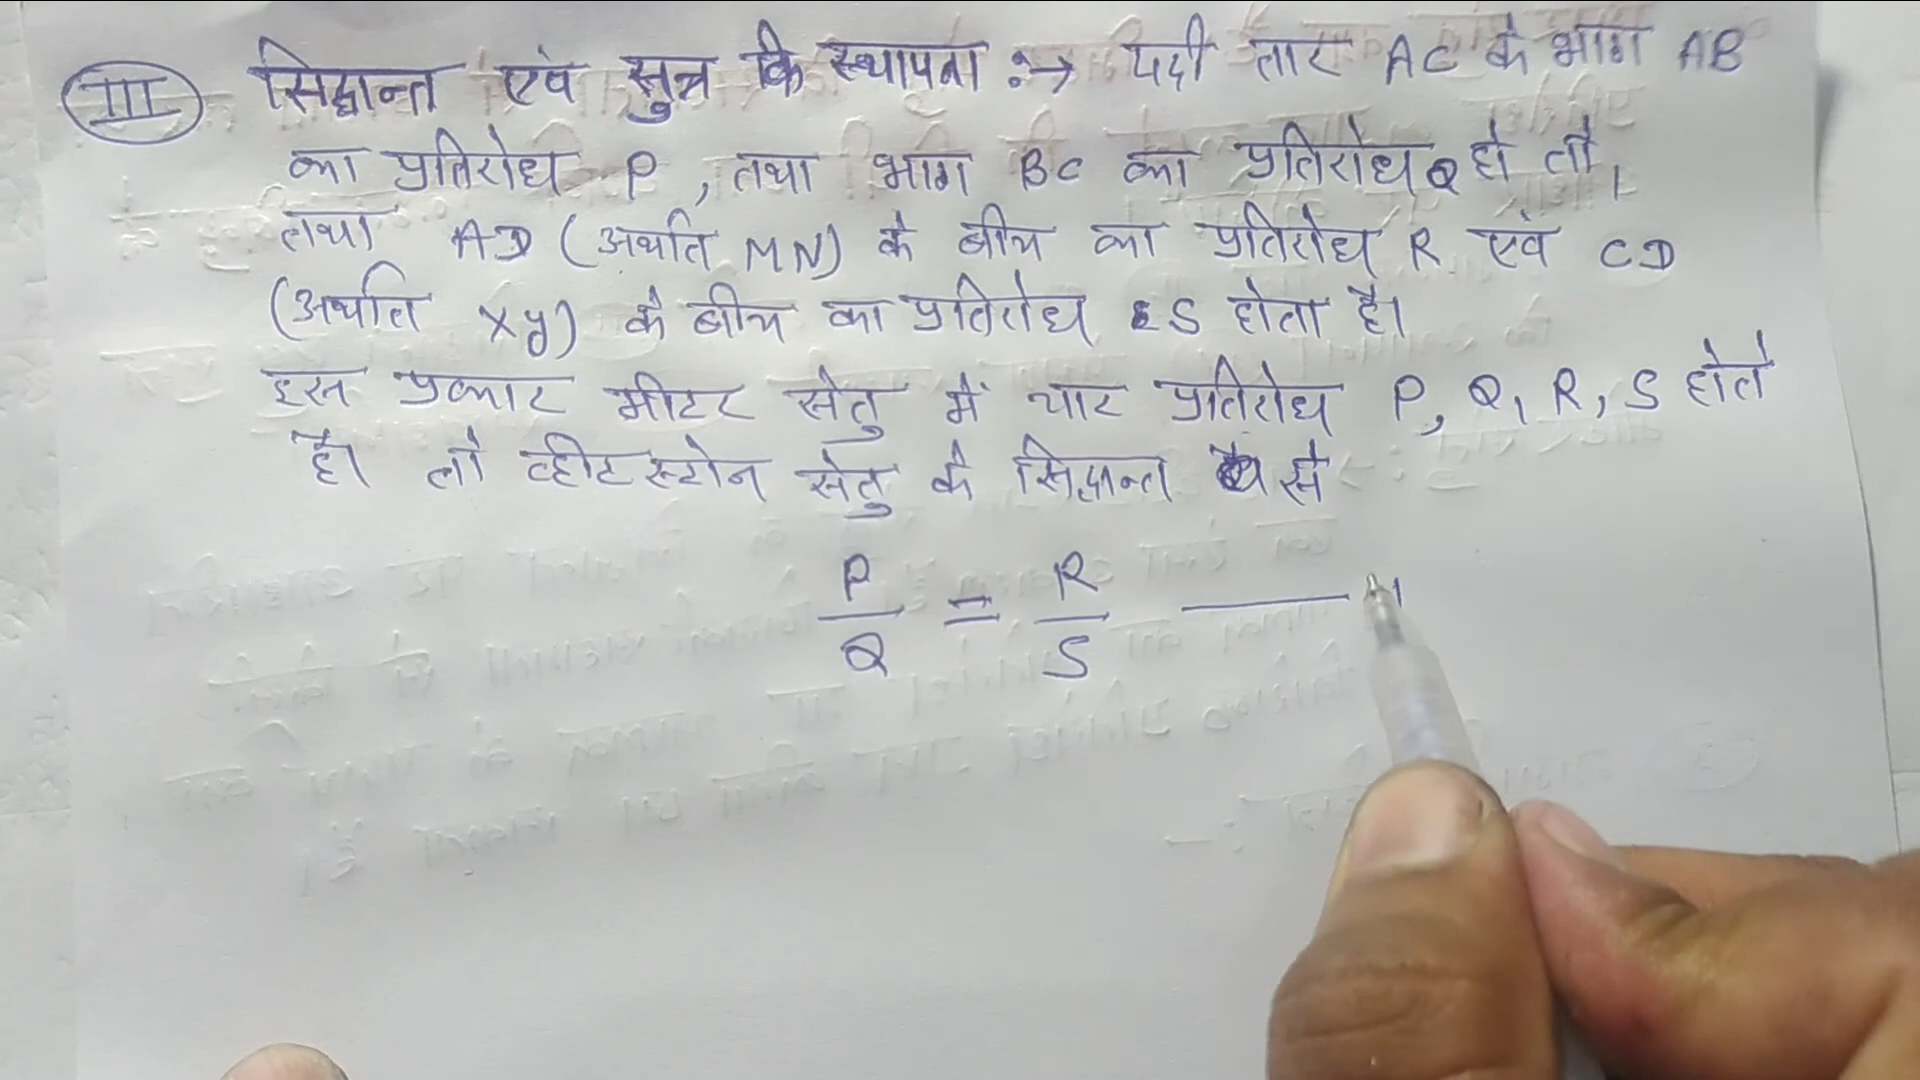 III सिद्धान्त एवं सुत्र कि स्थापना :→ यदी तार AC के भाग AB
का प्रतिरोध P, तथा भाग BC का प्रतिरोध Q हो तो,
तथा AD (अर्थात MN) के बीच का प्रतिरोध R एवं CD
(अर्थात xy) के बीच का प्रतिरोध S होता है।
इस प्रकार मीटर सेतु में चार प्रतिरोध P, Q, R, S होते
है। तो व्हीटस्टोन सेतु के सिद्धान्त से
P/Q = R/S ——